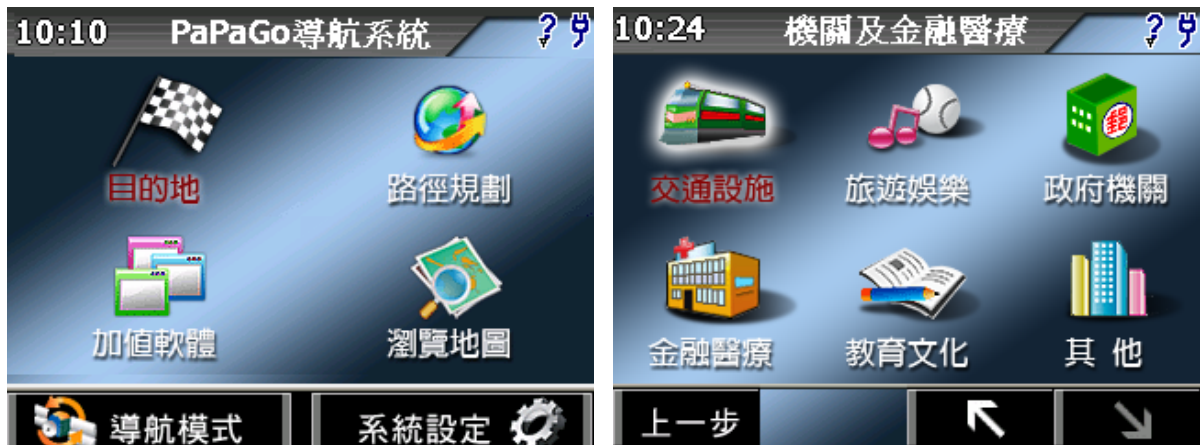 10:10 PaPaGo導航系統 ?
目的地 路徑規劃
加值軟體 瀏覽地圖
導航模式 系統設定
10:24 機關及金融醫療 ?
交通設施 旅遊娛樂 政府機關
郵
金融醫療 教育文化 其 他
上一步